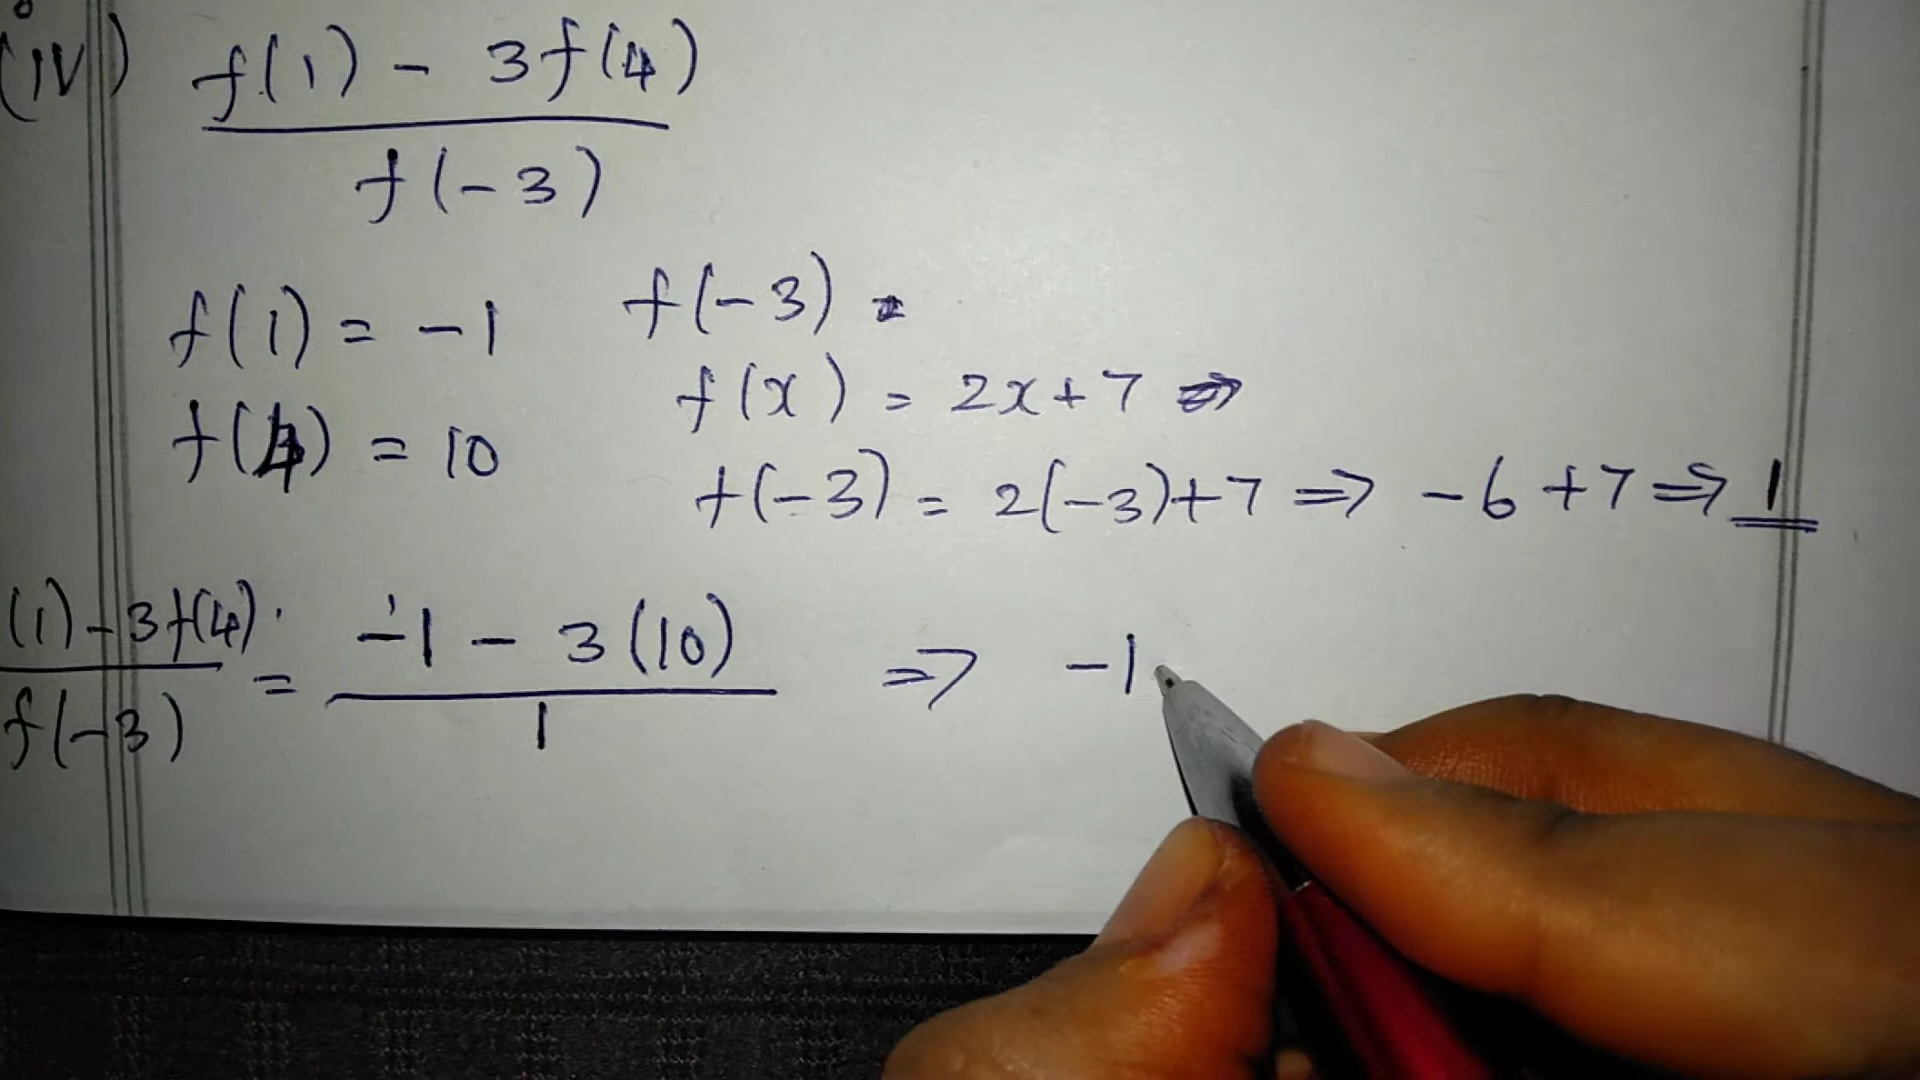 (iv) f(1) - 3f(4)
f(-3)
f(1) = -1
f(4) = 10
f(-3) =
f(x) = 2x+7 ⇒
f(-3) = 2(-3)+7 ⇒ -6+7 ⇒ 1
(1)-3f(4) = -1 - 3(10) ⇒ -1
f(-3) 1